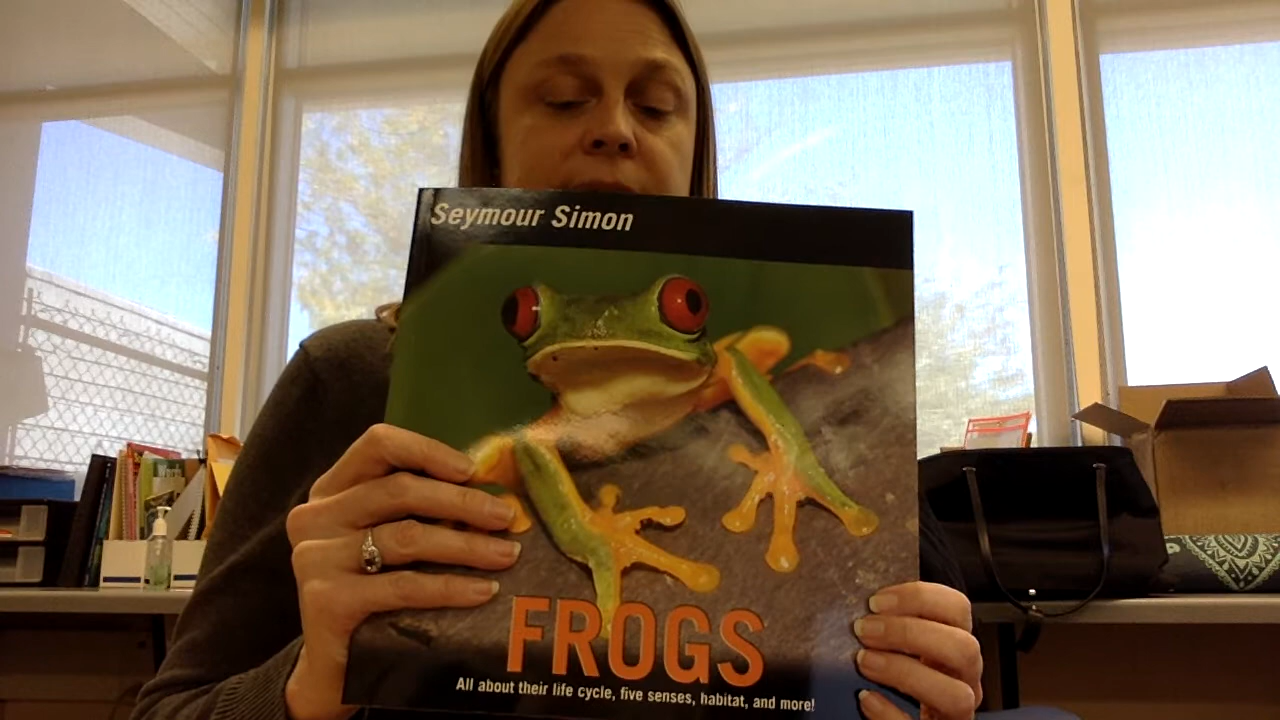 Seymour Simon
FROGS
All about their life cycle, five senses, habitat, and more!